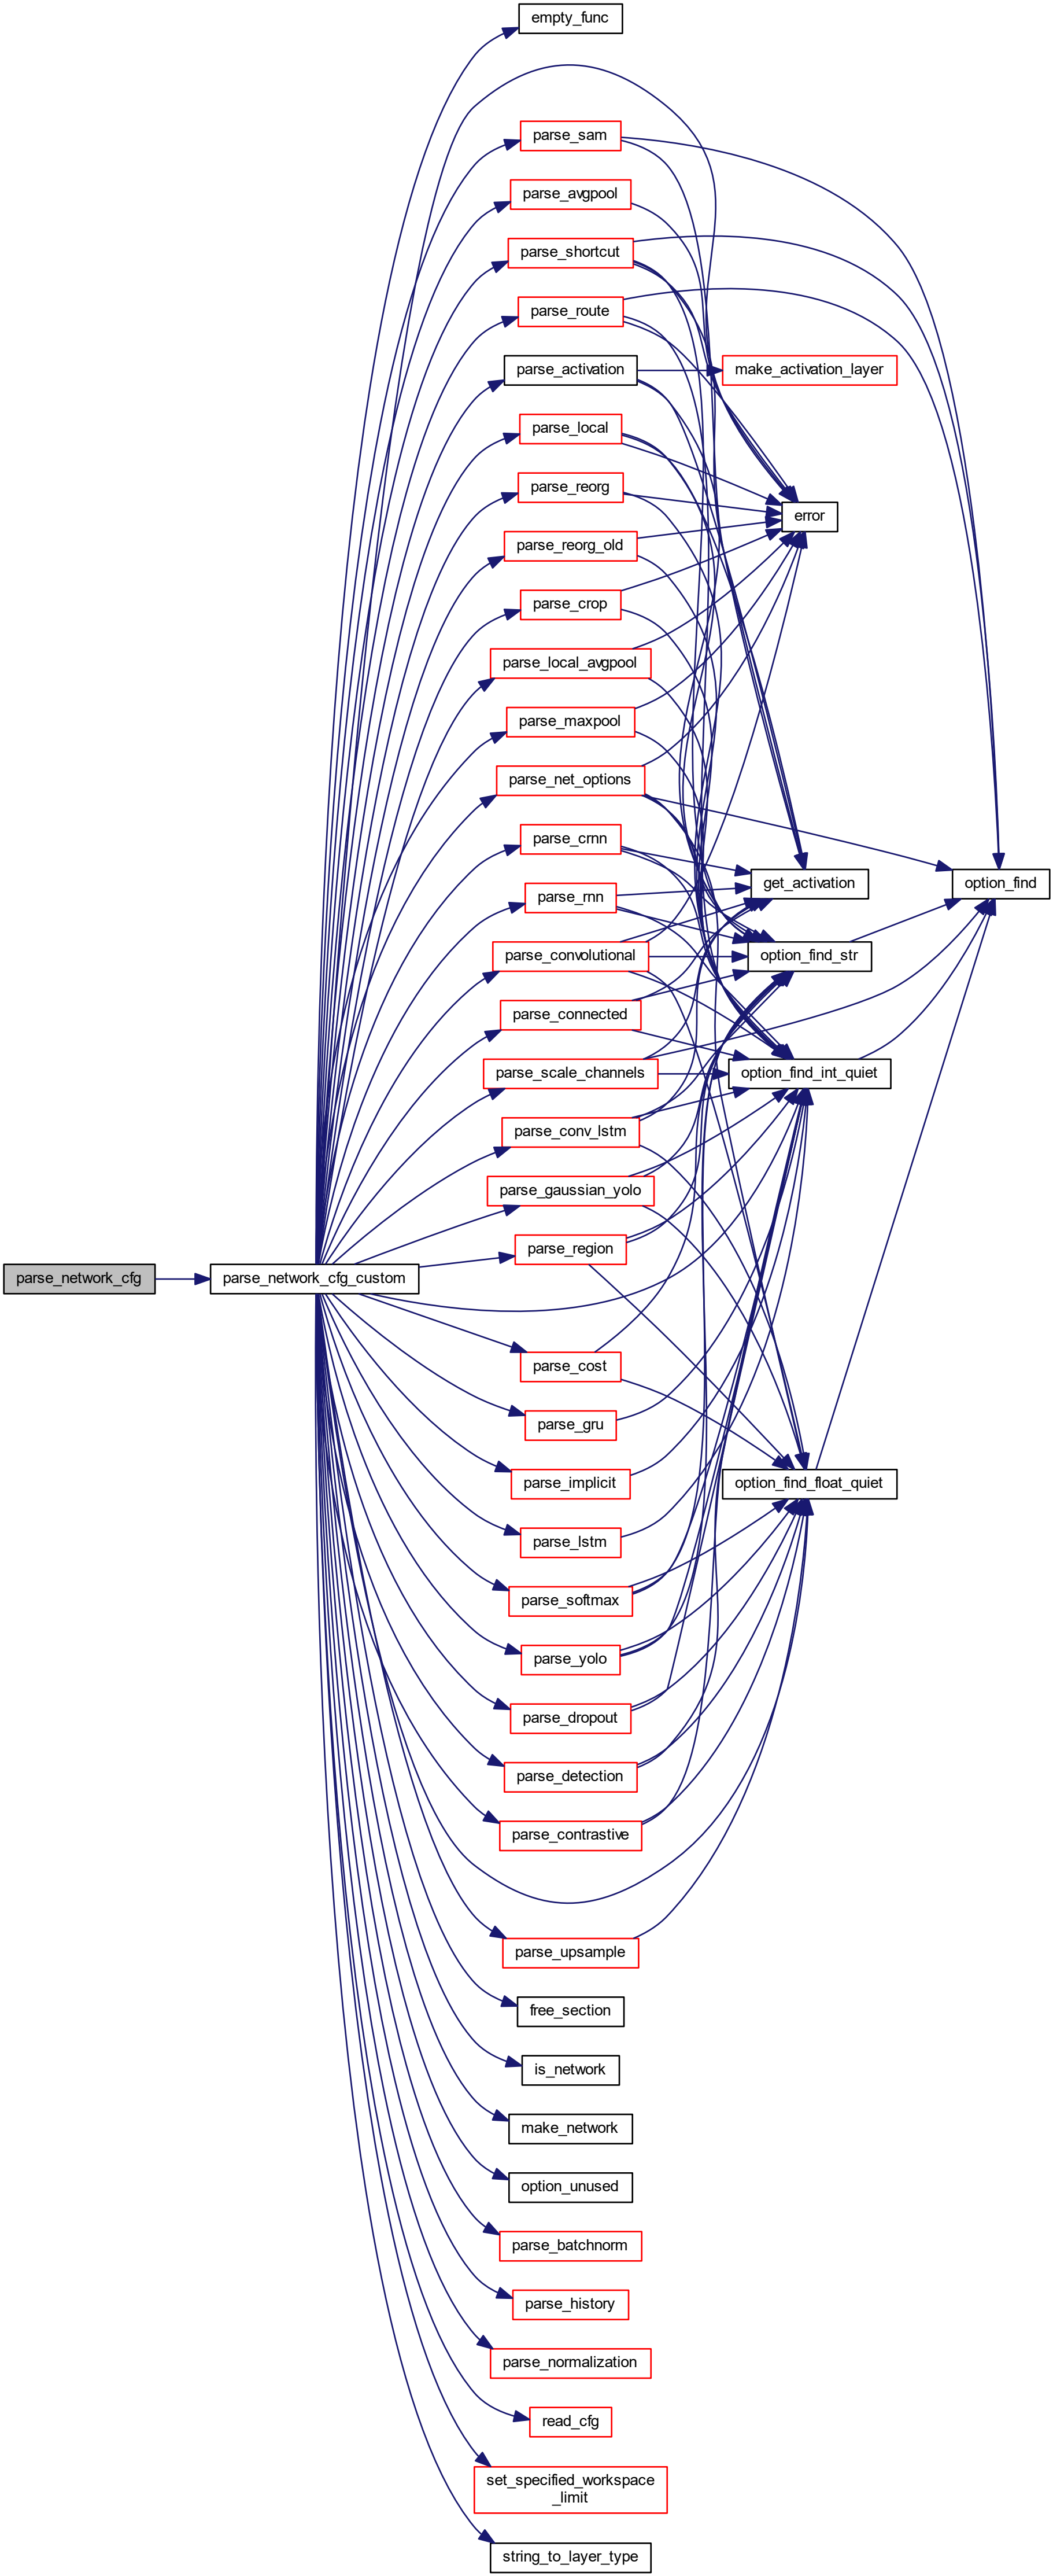 empty_func
parse_sam
parse_avgpool
parse_shortcut
parse_route
parse_activation
make_activation_layer
parse_local
parse_reorg
error
parse_reorg_old
parse_crop
parse_local_avgpool
parse_maxpool
parse_net_options
parse_crnn
get_activation
option_find
parse_rnn
parse_convolutional
option_find_str
parse_connected
parse_scale_channels
option_find_int_quiet
parse_conv_lstm
parse_gaussian_yolo
parse_region
parse_network_cfg
parse_network_cfg_custom
parse_cost
parse_gru
parse_implicit
option_find_float_quiet
parse_lstm
parse_softmax
parse_yolo
parse_dropout
parse_detection
parse_contrastive
parse_upsample
free_section
is_network
make_network
option_unused
parse_batchnorm
parse_history
parse_normalization
read_cfg
set_specified_workspace
_limit
string_to_layer_type